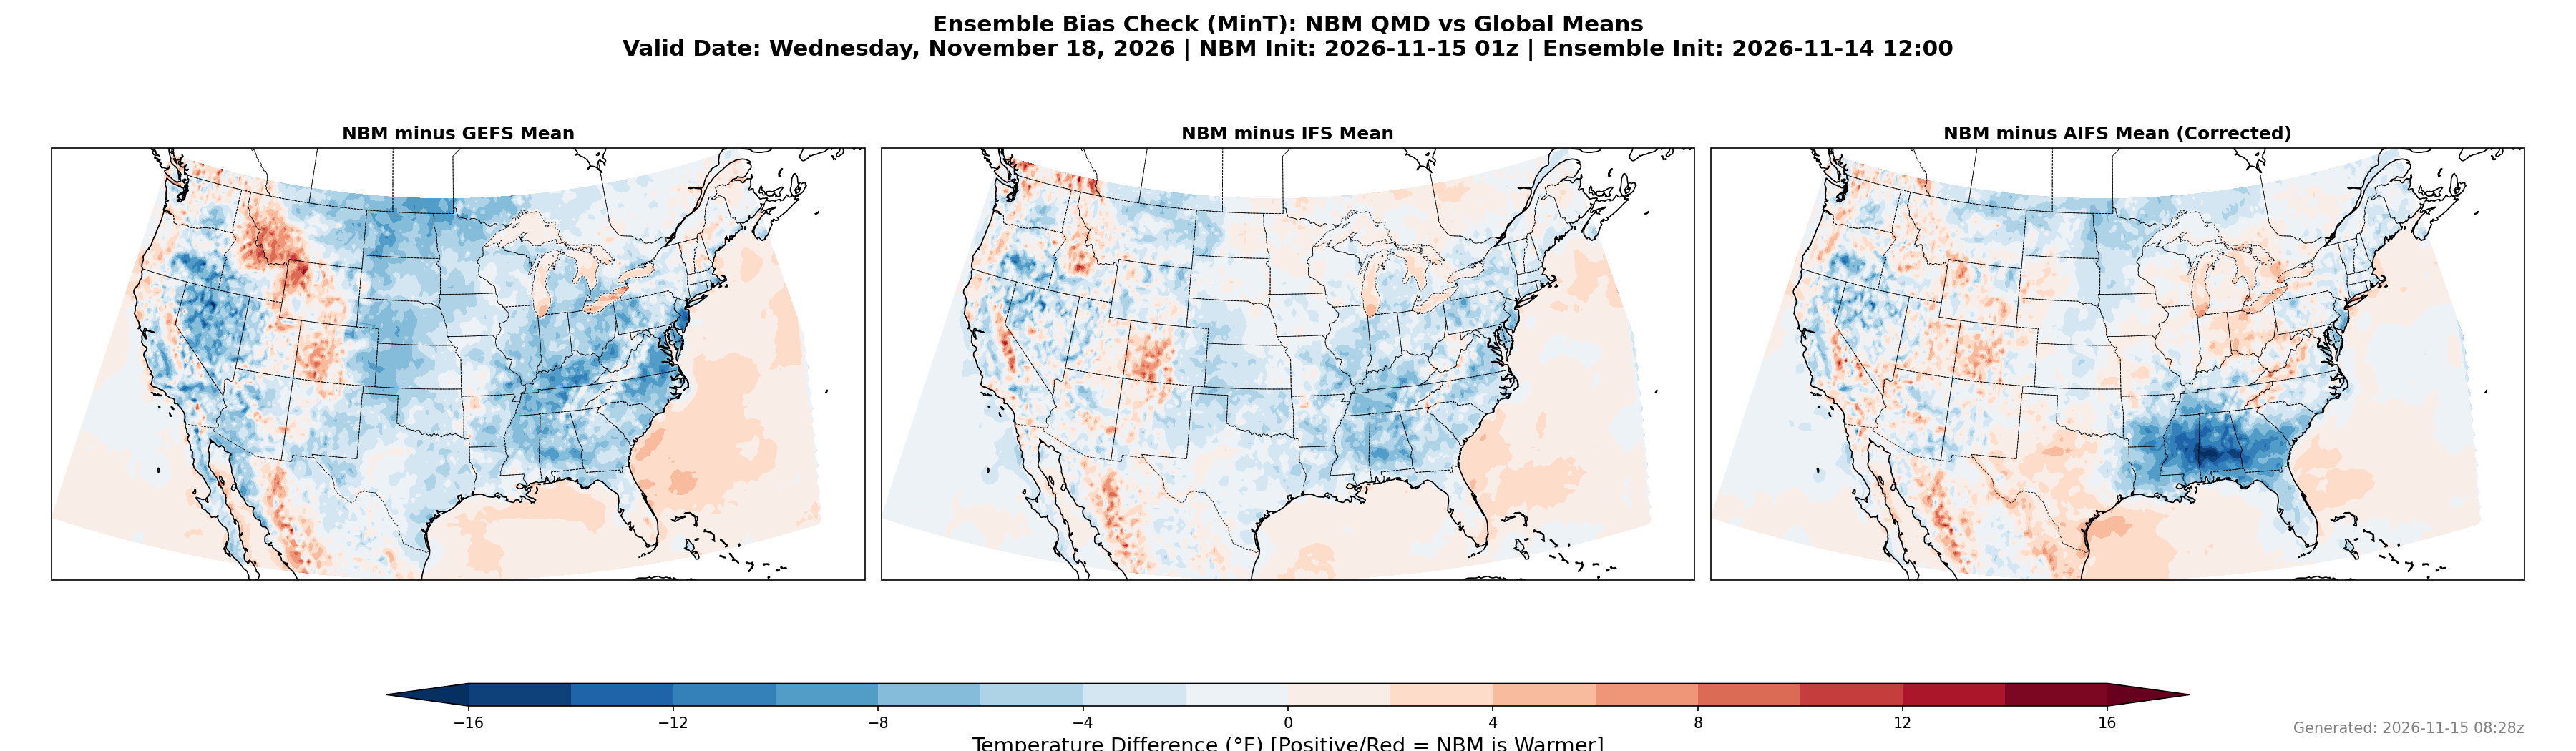 Ensemble Bias Check (MinT): NBM QMD vs Global Means
Valid Date: Wednesday, November 18, 2026 | NBM Init: 2026-11-15 01z | Ensemble Init: 2026-11-14 12:00
NBM minus GEFS Mean
NBM minus IFS Mean
NBM minus AIFS Mean (Corrected)
−16 −12 −8 −4 0 4 8 12 16
Generated: 2026-11-15 08:28z
Temperature Difference (°F) [Positive/Red = NBM is Warmer]